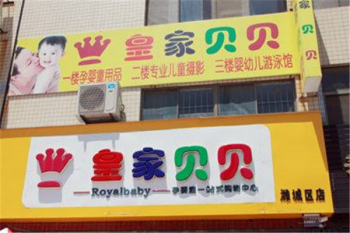 皇家贝贝
一楼孕婴童用品 二楼专业儿童摄影 三楼婴幼儿游泳馆
皇家贝贝
Royalbaby 孕婴童一站式购物中心
潍城区店